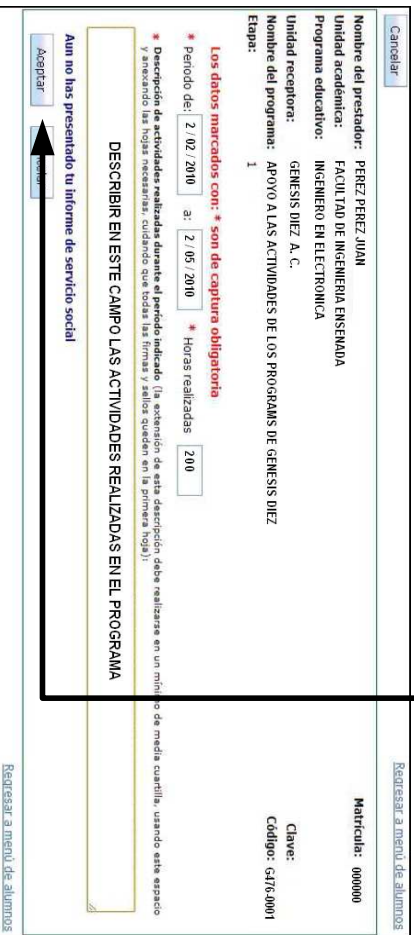 Cancelar
Regresar a menú de alumnos
Nombre del prestador: PEREZ PEREZ JUAN
Matrícula: 000000
Unidad académica: FACULTAD DE INGENIERIA ENSENADA
Programa educativo: INGENIERO EN ELECTRONICA
Unidad receptora: GENESIS DIEZ A. C.
Clave:
Nombre del programa: APOYO A LAS ACTIVIDADES DE LOS PROGRAMS DE GENESIS DIEZ
Código: G476-0001
Etapa: 1
Los datos marcados con: * son de captura obligatoria
* Periodo de: 2 / 02 / 2010 a: 2 / 05 / 2010 * Horas realizadas 200
* Descripción de actividades realizadas durante el periodo indicado (la extensión de esta descripción debe realizarse en un mínimo de media cuartilla, usando este espacio
y anexando las hojas necesarias, cuidando que todas las firmas y sellos queden en la primera hoja):
DESCRIBIR EN ESTE CAMPO LAS ACTIVIDADES REALIZADAS EN EL PROGRAMA
Aun no has presentado tu informe de servicio social
Aceptar
Regresar a menú de alumnos